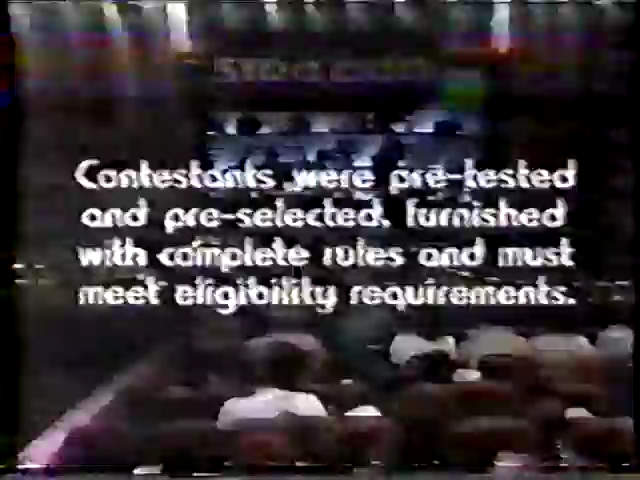 Contestants were pre-tested
and pre-selected, furnished
with complete rules and must
meet eligibility requirements.